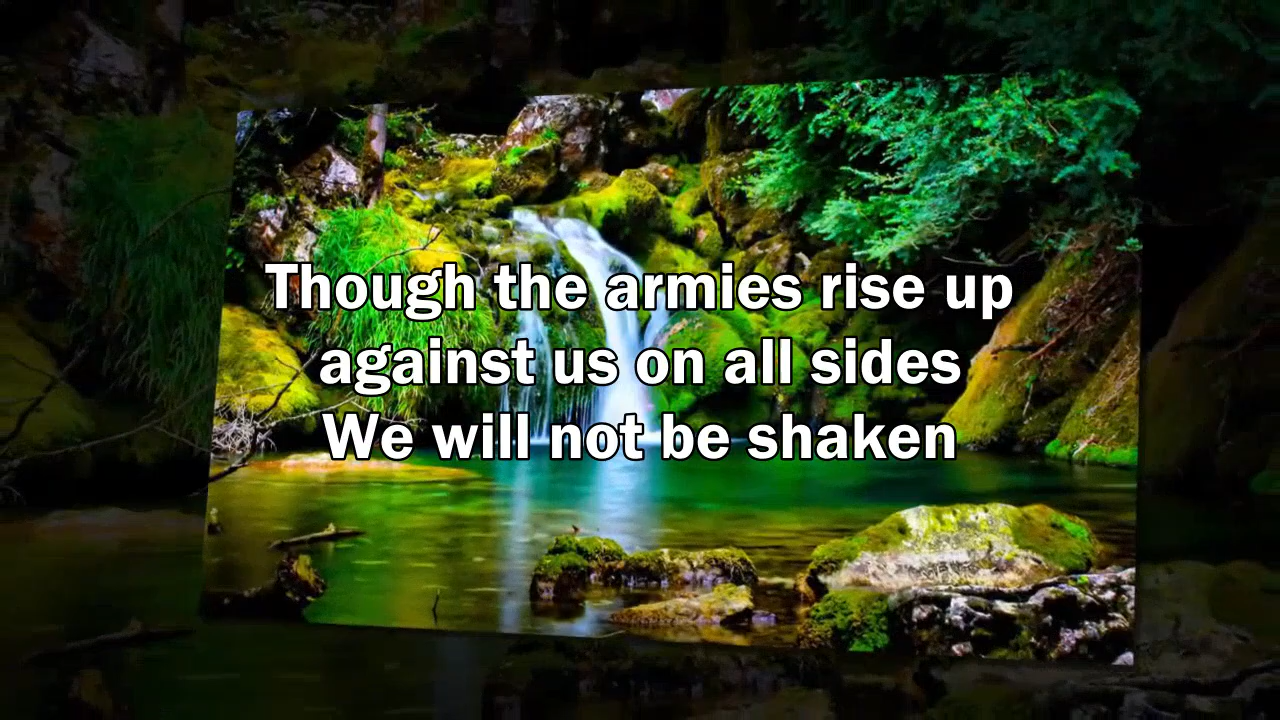 Though the armies rise up
against us on all sides
We will not be shaken